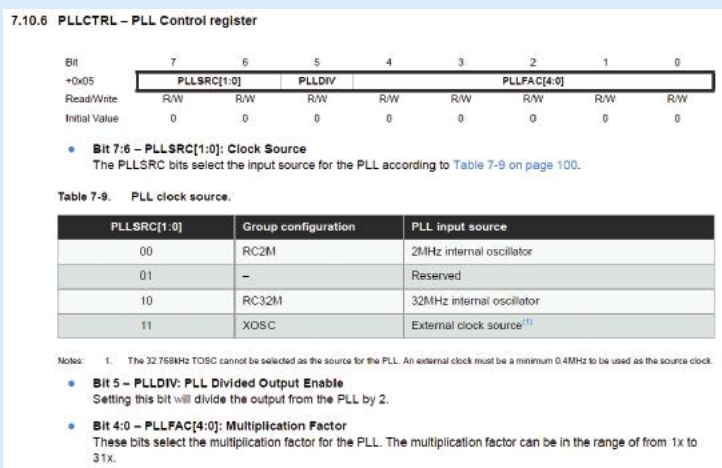 7.10.6 PLLCTRL – PLL Control register
Bit 7 6 5 4 3 2 1 0
+0x05 PLLSRC[1:0] PLLDIV PLLFAC[4:0]
Read/Write R/W R/W R/W R/W R/W R/W R/W R/W
Initial Value 0 0 0 0 0 0 0 0
● Bit 7:6 – PLLSRC[1:0]: Clock Source
The PLLSRC bits select the input source for the PLL according to Table 7-9 on page 100.
Table 7-9. PLL clock source.
PLLSRC[1:0] Group configuration PLL input source
00 RC2M 2MHz internal oscillator
01 – Reserved
10 RC32M 32MHz internal oscillator
11 XOSC External clock source(1)
Notes: 1. The 32.768kHz TOSC cannot be selected as the source for the PLL. An external clock must be a minimum 0.4MHz to be used as the source clock.
● Bit 5 – PLLDIV: PLL Divided Output Enable
Setting this bit will divide the output from the PLL by 2.
● Bit 4:0 – PLLFAC[4:0]: Multiplication Factor
These bits select the multiplication factor for the PLL. The multiplication factor can be in the range of from 1x to
31x.